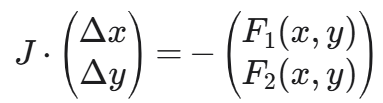 J · (Δx Δy) = − (F₁(x, y) F₂(x, y))